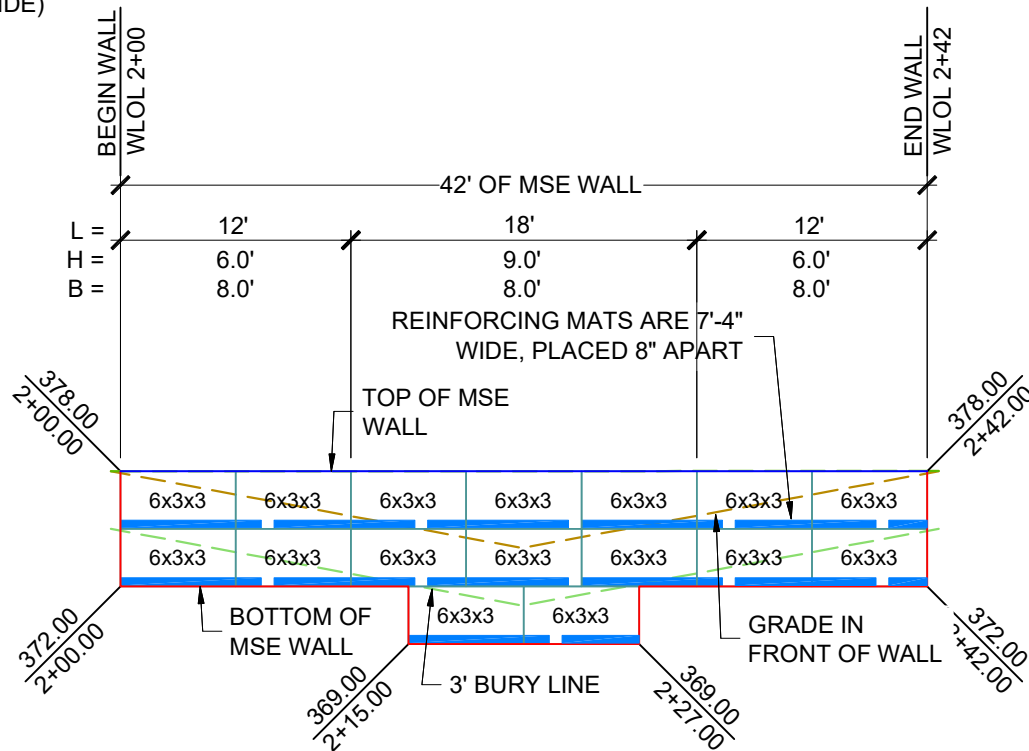 IDE)
BEGIN WALL
WLOL 2+00
END WALL
WLOL 2+42
42' OF MSE WALL
L = 12' 18' 12'
H = 6.0' 9.0' 6.0'
B = 8.0' 8.0' 8.0'
REINFORCING MATS ARE 7'-4"
WIDE, PLACED 8" APART
378.00
2+00.00
TOP OF MSE
WALL
378.00
2+42.00
6x3x3 6x3x3 6x3x3 6x3x3 6x3x3 6x3x3 6x3x3
6x3x3 6x3x3 6x3x3 6x3x3 6x3x3 6x3x3 6x3x3
6x3x3 6x3x3
372.00
2+00.00
BOTTOM OF
MSE WALL
369.00
2+15.00
3' BURY LINE
369.00
2+27.00
GRADE IN
FRONT OF WALL
372.00
2+42.00